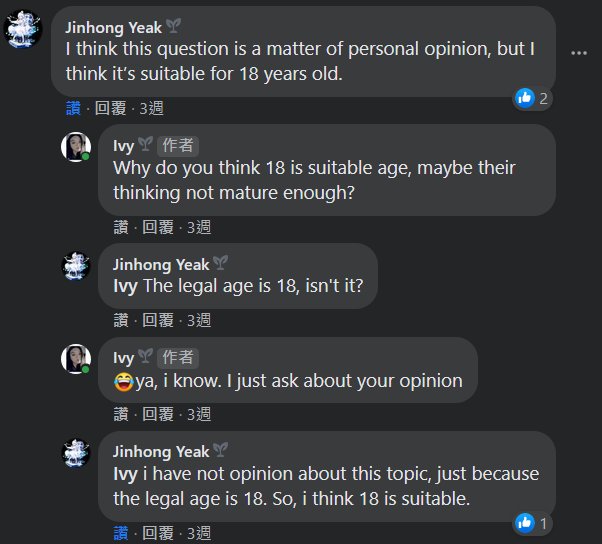 Jinhong Yeak
I think this question is a matter of personal opinion, but I
think it's suitable for 18 years old.
2
讚 · 回覆 · 3週
Ivy 作者
Why do you think 18 is suitable age, maybe their
thinking not mature enough?
讚 · 回覆 · 3週
Jinhong Yeak
Ivy The legal age is 18, isn't it?
讚 · 回覆 · 3週
Ivy 作者
😂ya, i know. I just ask about your opinion
讚 · 回覆 · 3週
Jinhong Yeak
Ivy i have not opinion about this topic, just because
the legal age is 18. So, i think 18 is suitable.
1
讚 · 回覆 · 3週